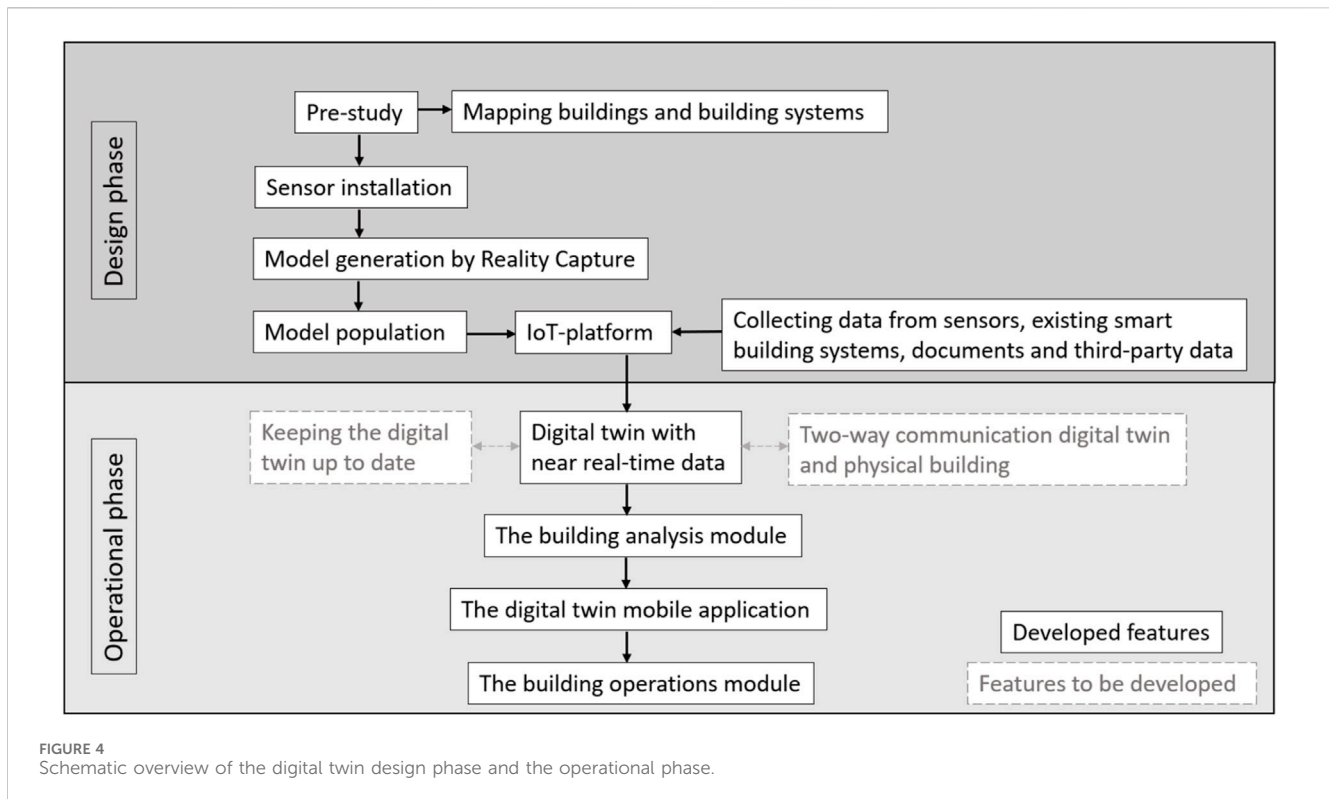 Design phase
Pre-study
Mapping buildings and building systems
Sensor installation
Model generation by Reality Capture
Model population
IoT-platform
Collecting data from sensors, existing smart
building systems, documents and third-party data
Operational phase
Keeping the digital
twin up to date
Digital twin with
near real-time data
Two-way communication digital twin
and physical building
The building analysis module
The digital twin mobile application
The building operations module
Developed features
Features to be developed
FIGURE 4
Schematic overview of the digital twin design phase and the operational phase.